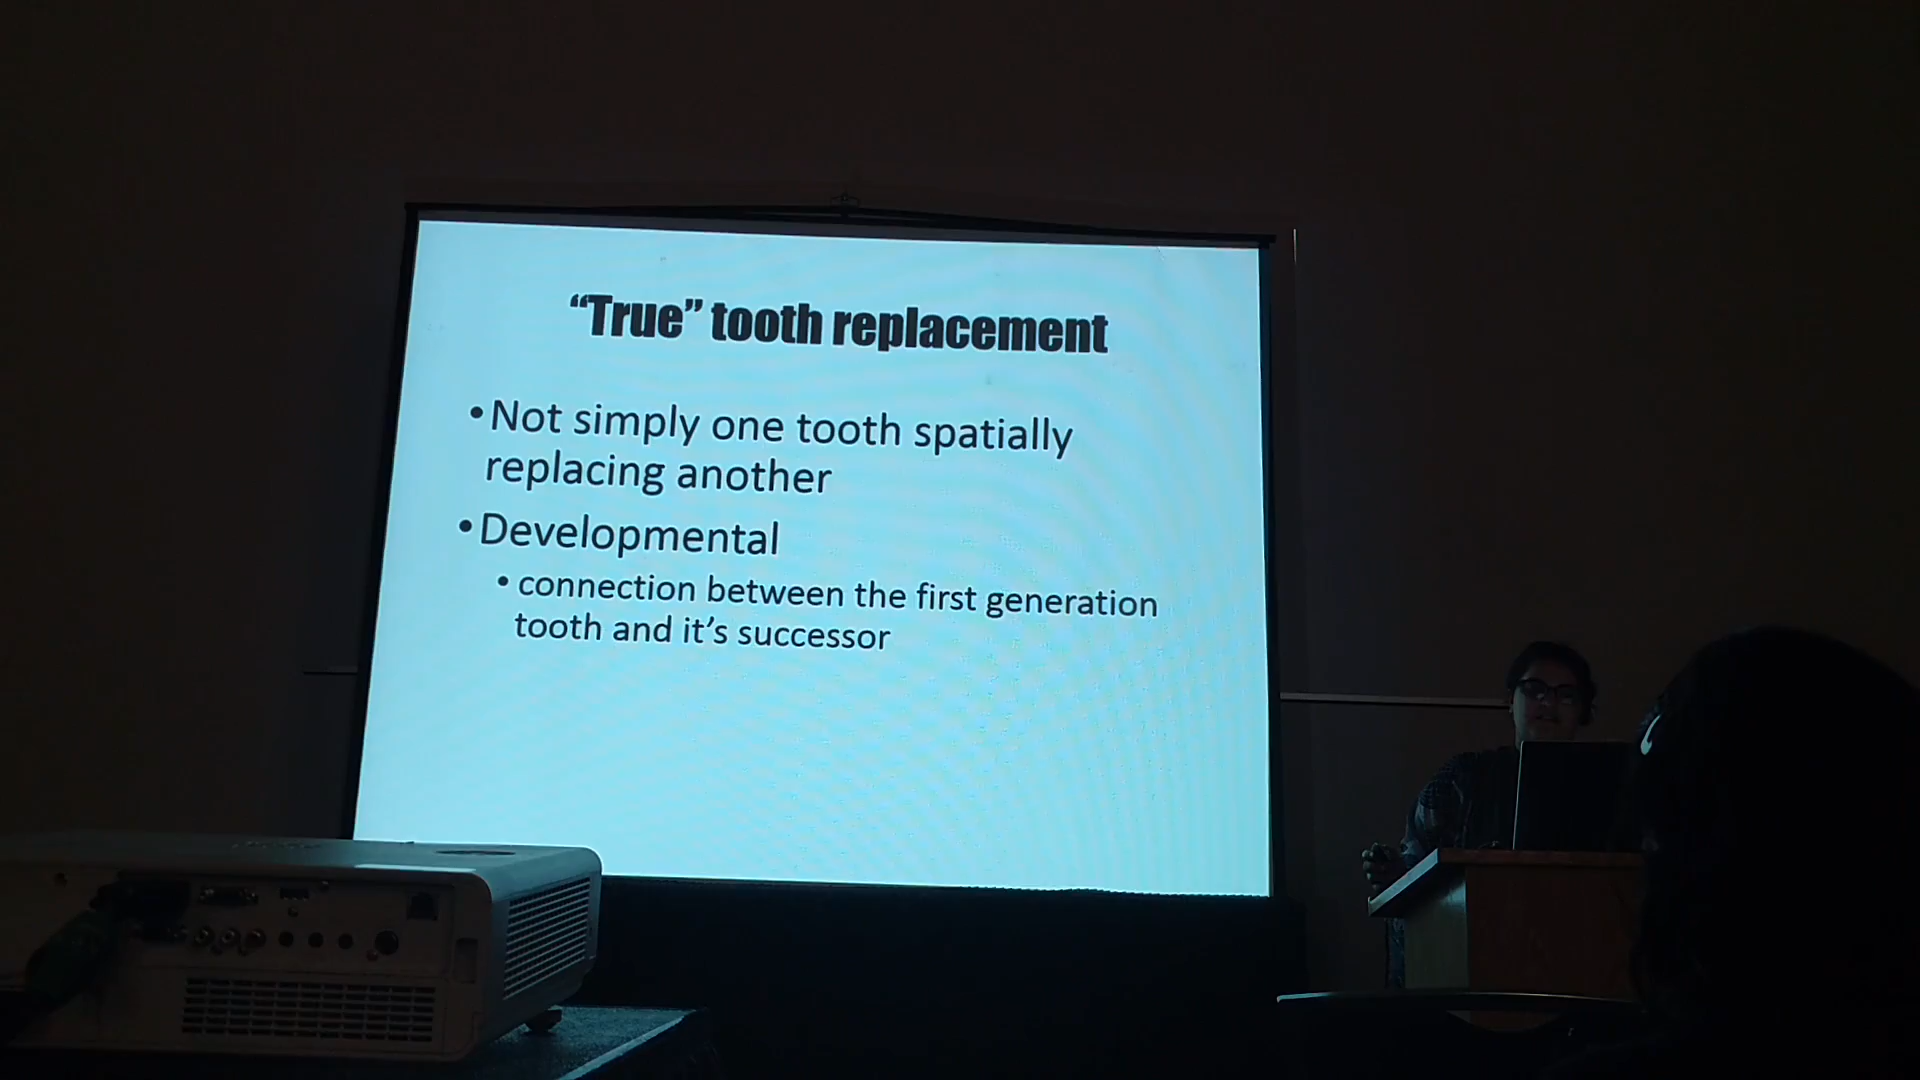 “True” tooth replacement
• Not simply one tooth spatially
replacing another
• Developmental
• connection between the first generation
tooth and it’s successor